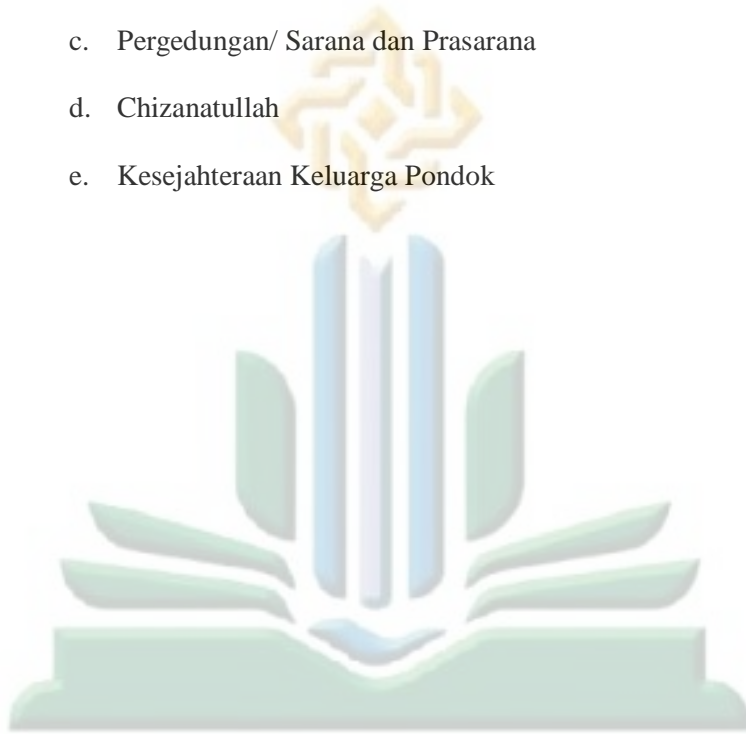 c. Pergedungan/ Sarana dan Prasarana
d. Chizanatullah
e. Kesejahteraan Keluarga Pondok